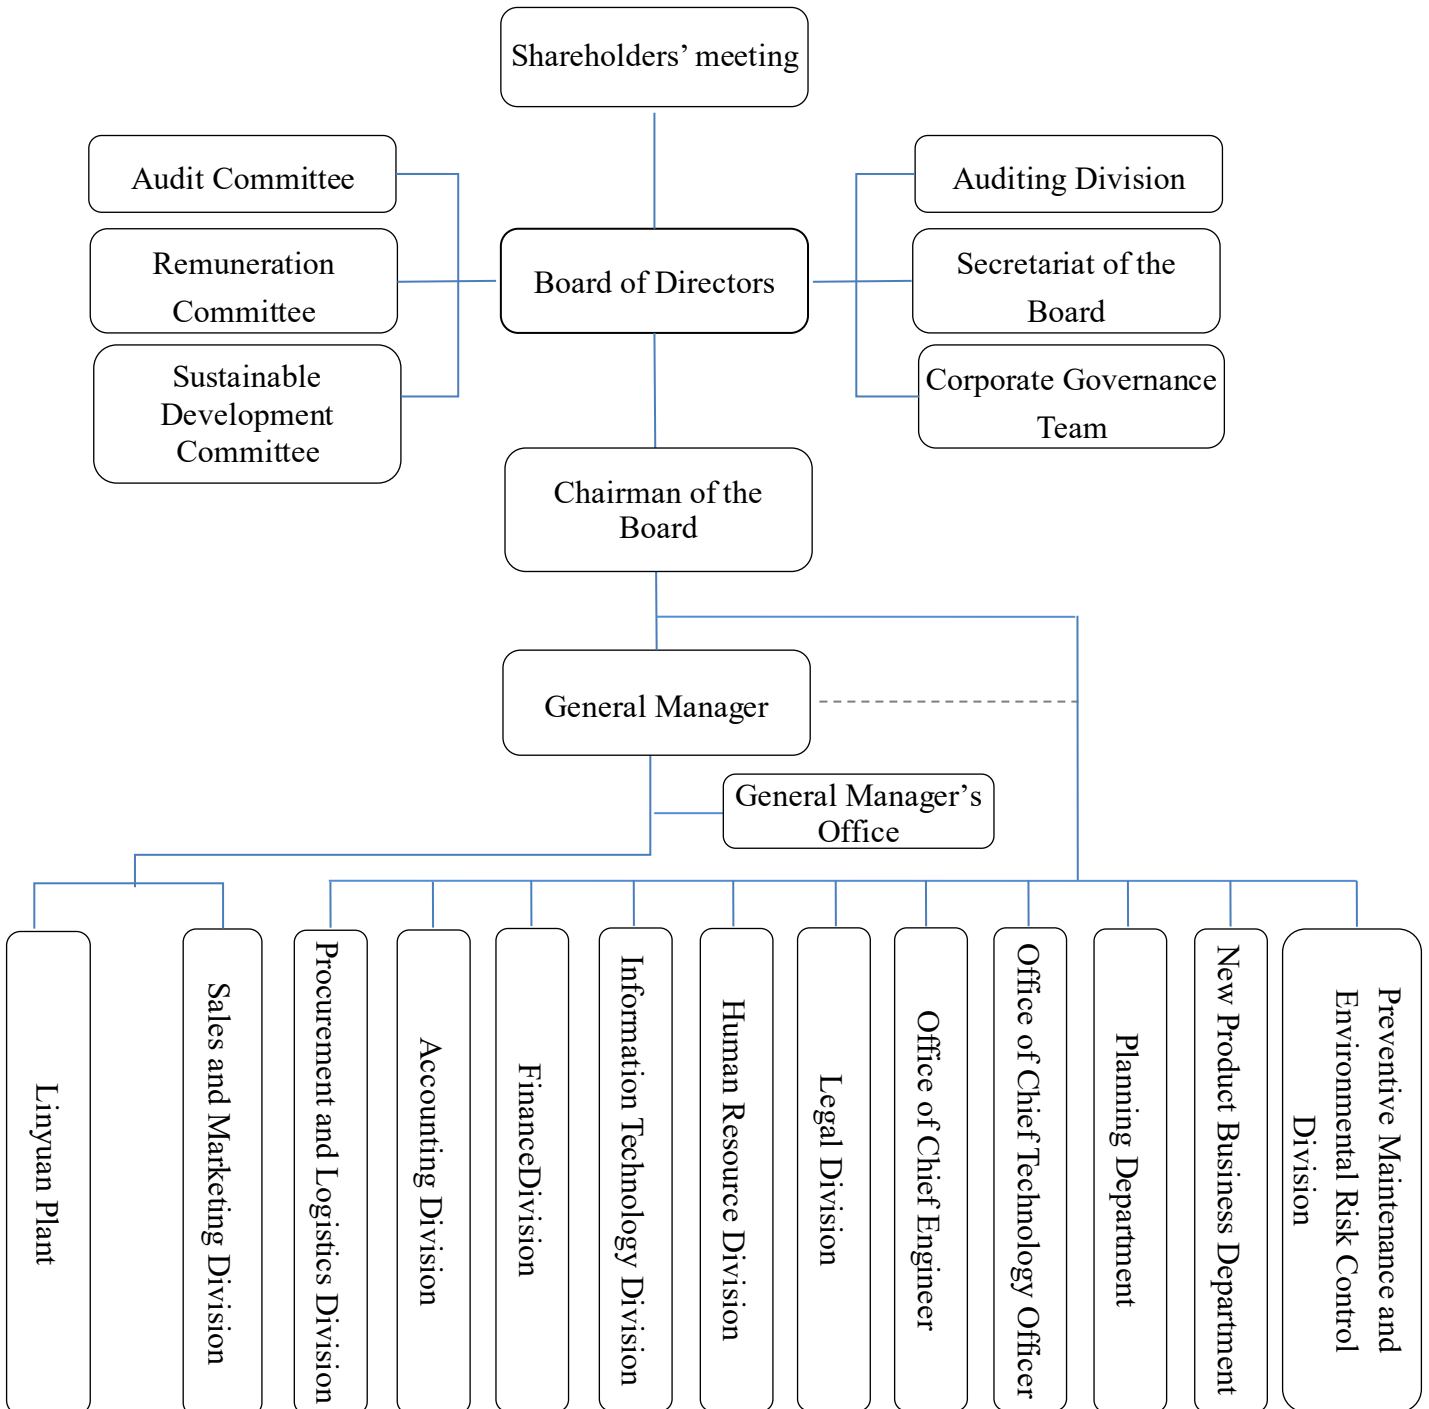 Shareholders’ meeting
Audit Committee
Auditing Division
Remuneration
Committee
Board of Directors
Secretariat of the
Board
Sustainable
Development
Committee
Corporate Governance
Team
Chairman of the
Board
General Manager
General Manager’s
Office
Linyuan Plant
Sales and Marketing Division
Procurement and Logistics Division
Accounting Division
FinanceDivision
Information Technology Division
Human Resource Division
Legal Division
Office of Chief Engineer
Office of Chief Technology Officer
Planning Department
New Product Business Department
Preventive Maintenance and
Environmental Risk Control
Division